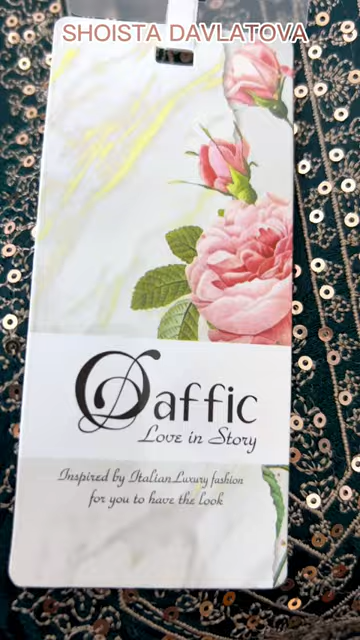 SHOISTA DAVLATOVA
Daffic
Love in Story
Inspired by Italian Luxury fashion
for you to have the look